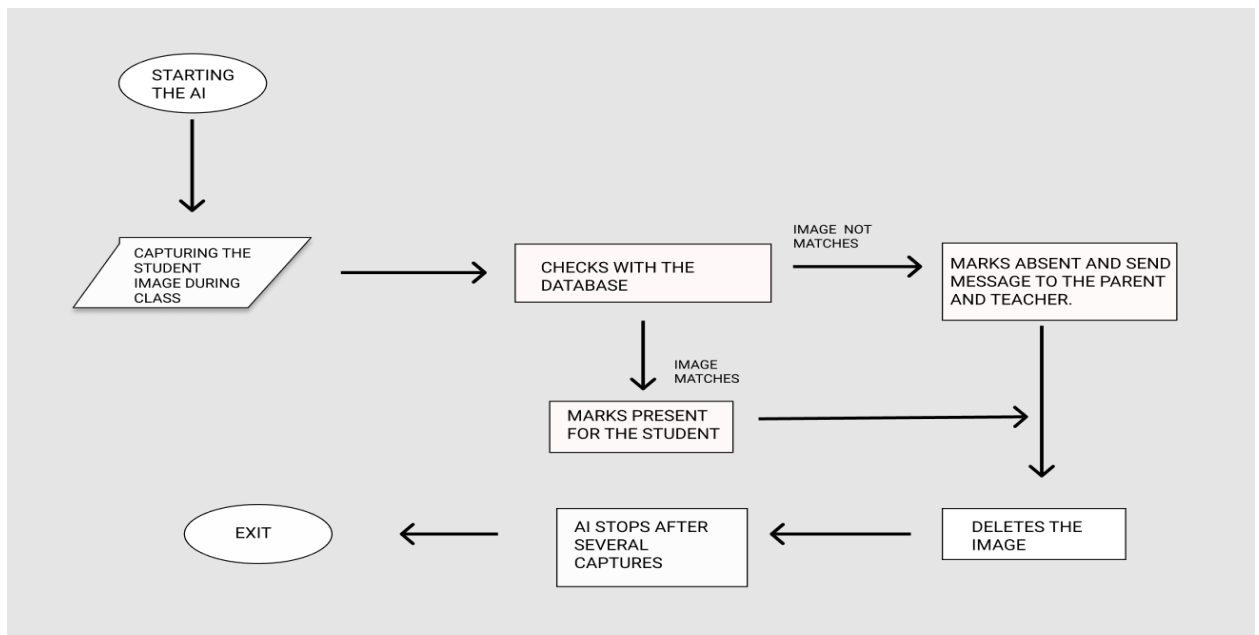 STARTING
THE AI
CAPTURING THE
STUDENT
IMAGE DURING
CLASS
CHECKS WITH THE
DATABASE
IMAGE NOT
MATCHES
MARKS ABSENT AND SEND
MESSAGE TO THE PARENT
AND TEACHER.
IMAGE
MATCHES
MARKS PRESENT
FOR THE STUDENT
DELETES THE
IMAGE
AI STOPS AFTER
SEVERAL
CAPTURES
EXIT